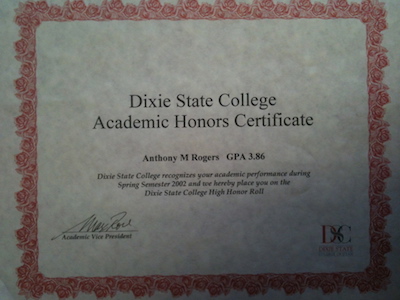 Dixie State College
Academic Honors Certificate
Anthony M Rogers GPA 3.86
Dixie State College recognizes your academic performance during
Spring Semester 2002 and we hereby place you on the
Dixie State College High Honor Roll
Academic Vice President
DSC
DIXIE STATE